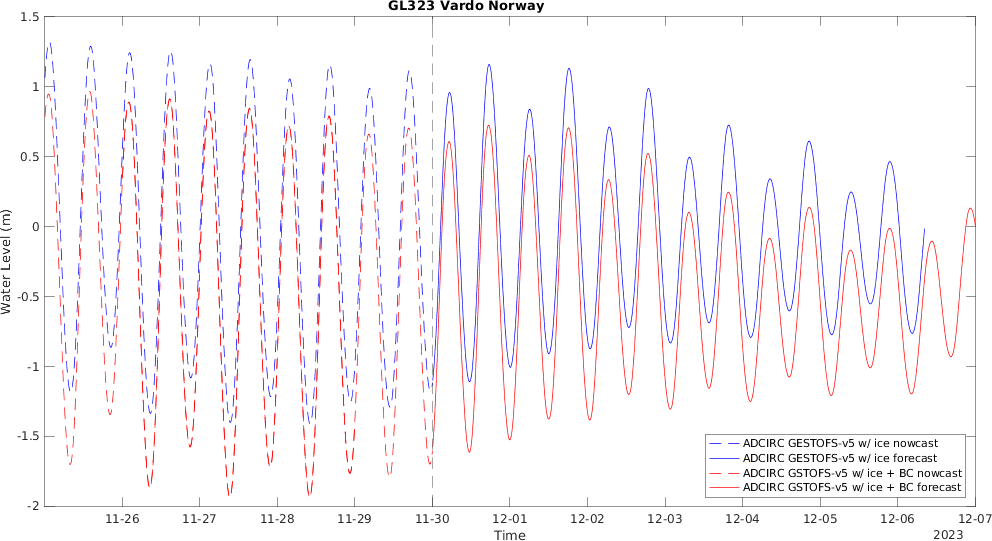 GL323 Vardo Norway
Water Level (m)
1.5
1
0.5
0
-0.5
-1
-1.5
-2
ADCIRC GESTOFS-v5 w/ ice nowcast
ADCIRC GESTOFS-v5 w/ ice forecast
ADCIRC GSTOFS-v5 w/ ice + BC nowcast
ADCIRC GSTOFS-v5 w/ ice + BC forecast
11-26 11-27 11-28 11-29 11-30 12-01 12-02 12-03 12-04 12-05 12-06 12-07
Time
2023